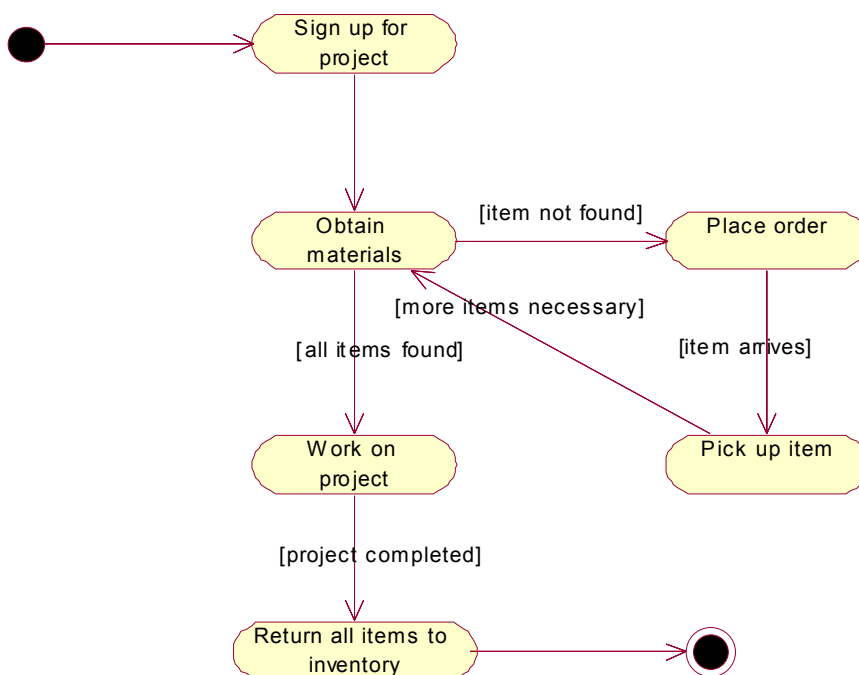 Sign up for
project
Obtain
materials
[item not found]
Place order
[more items necessary]
[all items found]
[item arrives]
Work on
project
Pick up item
[project completed]
Return all items to
inventory